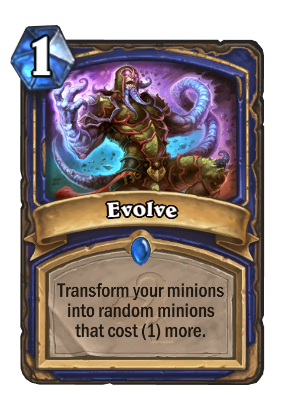 1
Evolve
Transform your minions
into random minions
that cost (1) more.